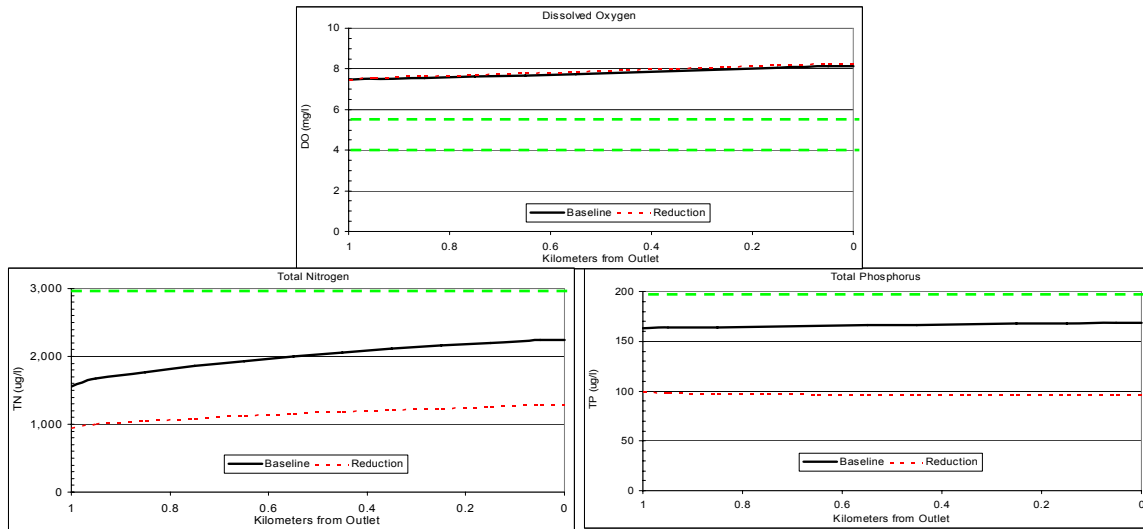 Dissolved Oxygen
10
8
6
4
2
0
DO (mg/l)
Baseline
Reduction
1 0.8 0.6 0.4 0.2 0
Kilometers from Outlet
Total Nitrogen
3,000
2,000
1,000
0
TN (ug/l)
Baseline
Reduction
1 0.8 0.6 0.4 0.2 0
Kilometers from Outlet
Total Phosphorus
200
150
100
50
0
TP (ug/l)
Baseline
Reduction
1 0.8 0.6 0.4 0.2 0
Kilometers from Outlet